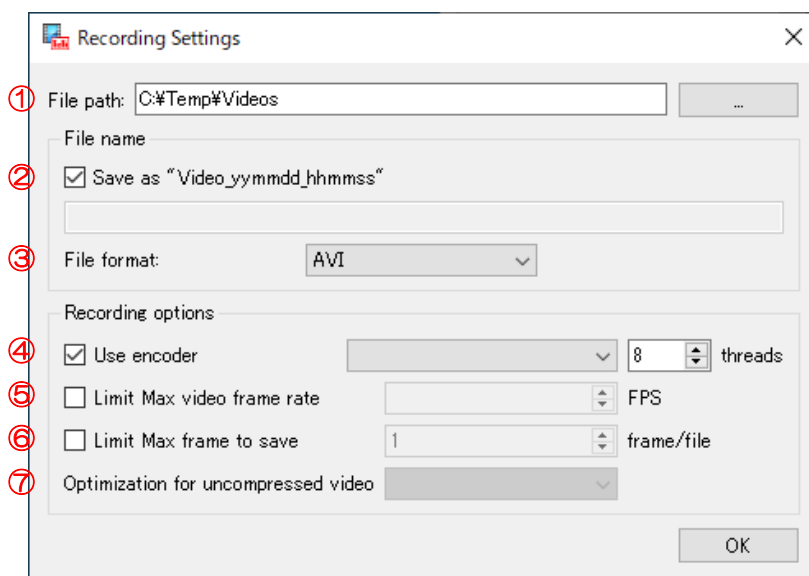 Recording Settings
① File path: C:¥Temp¥Videos ...
File name
② Save as "Video_yymmdd_hhmmss"
③ File format: AVI
Recording options
④ Use encoder 8 threads
⑤ Limit Max video frame rate FPS
⑥ Limit Max frame to save 1 frame/file
⑦ Optimization for uncompressed video
OK